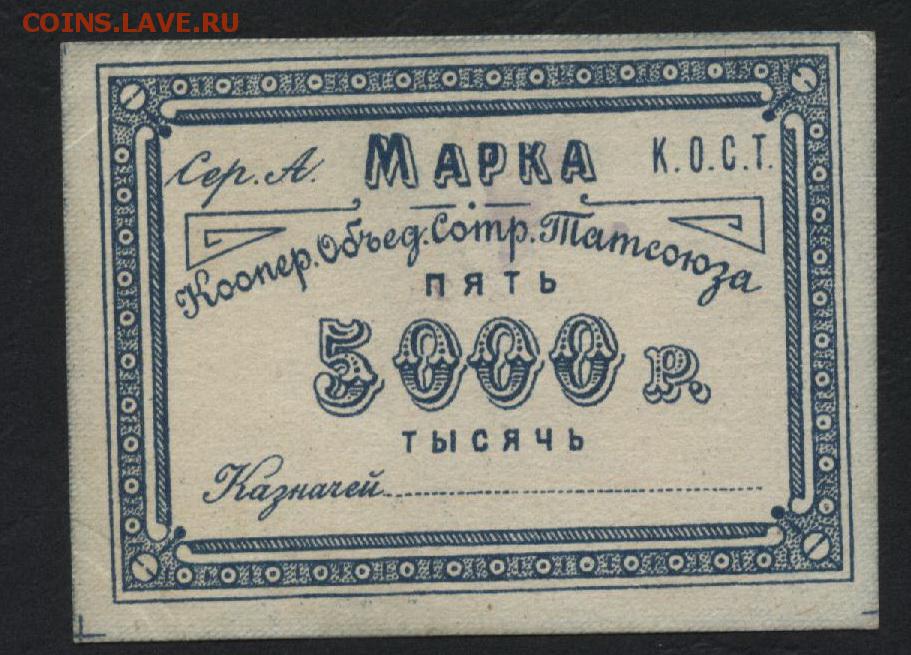 COINS.LAVE.RU
Сер. А. МАРКА К.О.С.Т.
Коопер. Объед. Сотр. Татсоюза
ПЯТЬ
5000 р.
ТЫСЯЧЬ
Казначей